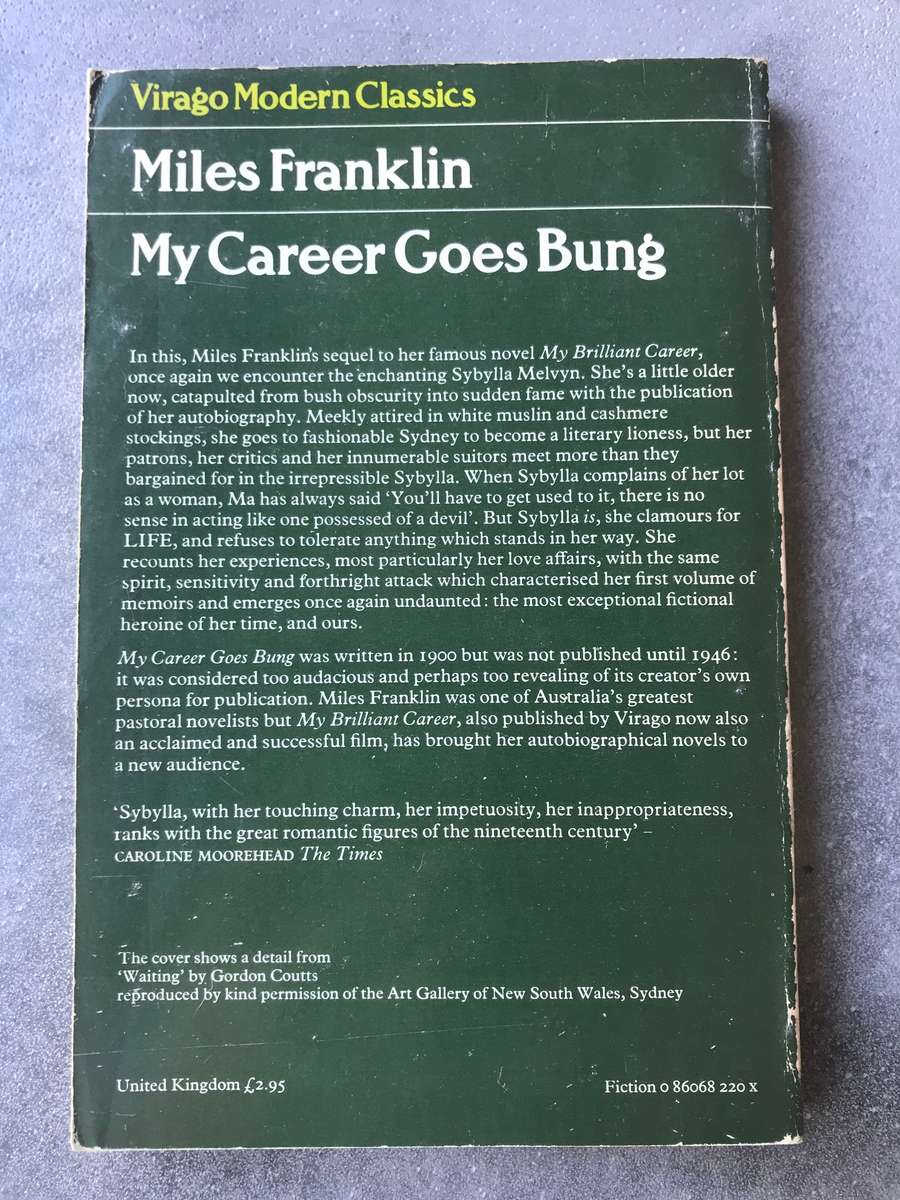 Virago Modern Classics
Miles Franklin
My Career Goes Bung
In this, Miles Franklin's sequel to her famous novel My Brilliant Career,
once again we encounter the enchanting Sybylla Melvyn. She's a little older
now, catapulted from bush obscurity into sudden fame with the publication
of her autobiography. Meekly attired in white muslin and cashmere
stockings, she goes to fashionable Sydney to become a literary lioness, but her
patrons, her critics and her innumerable suitors meet more than they
bargained for in the irrepressible Sybylla. When Sybylla complains of her lot
as a woman, Ma has always said ‘You'll have to get used to it, there is no
sense in acting like one possessed of a devil’. But Sybylla is, she clamours for
LIFE, and refuses to tolerate anything which stands in her way. She
recounts her experiences, most particularly her love affairs, with the same
spirit, sensitivity and forthright attack which characterised her first volume of
memoirs and emerges once again undaunted: the most exceptional fictional
heroine of her time, and ours.
My Career Goes Bung was written in 1900 but was not published until 1946:
it was considered too audacious and perhaps too revealing of its creator's own
persona for publication. Miles Franklin was one of Australia's greatest
pastoral novelists but My Brilliant Career, also published by Virago now also
an acclaimed and successful film, has brought her autobiographical novels to
a new audience.
‘Sybylla, with her touching charm, her impetuosity, her inappropriateness,
ranks with the great romantic figures of the nineteenth century’ –
CAROLINE MOOREHEAD The Times
The cover shows a detail from
‘Waiting’ by Gordon Coutts
reproduced by kind permission of the Art Gallery of New South Wales, Sydney
United Kingdom £2.95
Fiction 0 86068 220 X